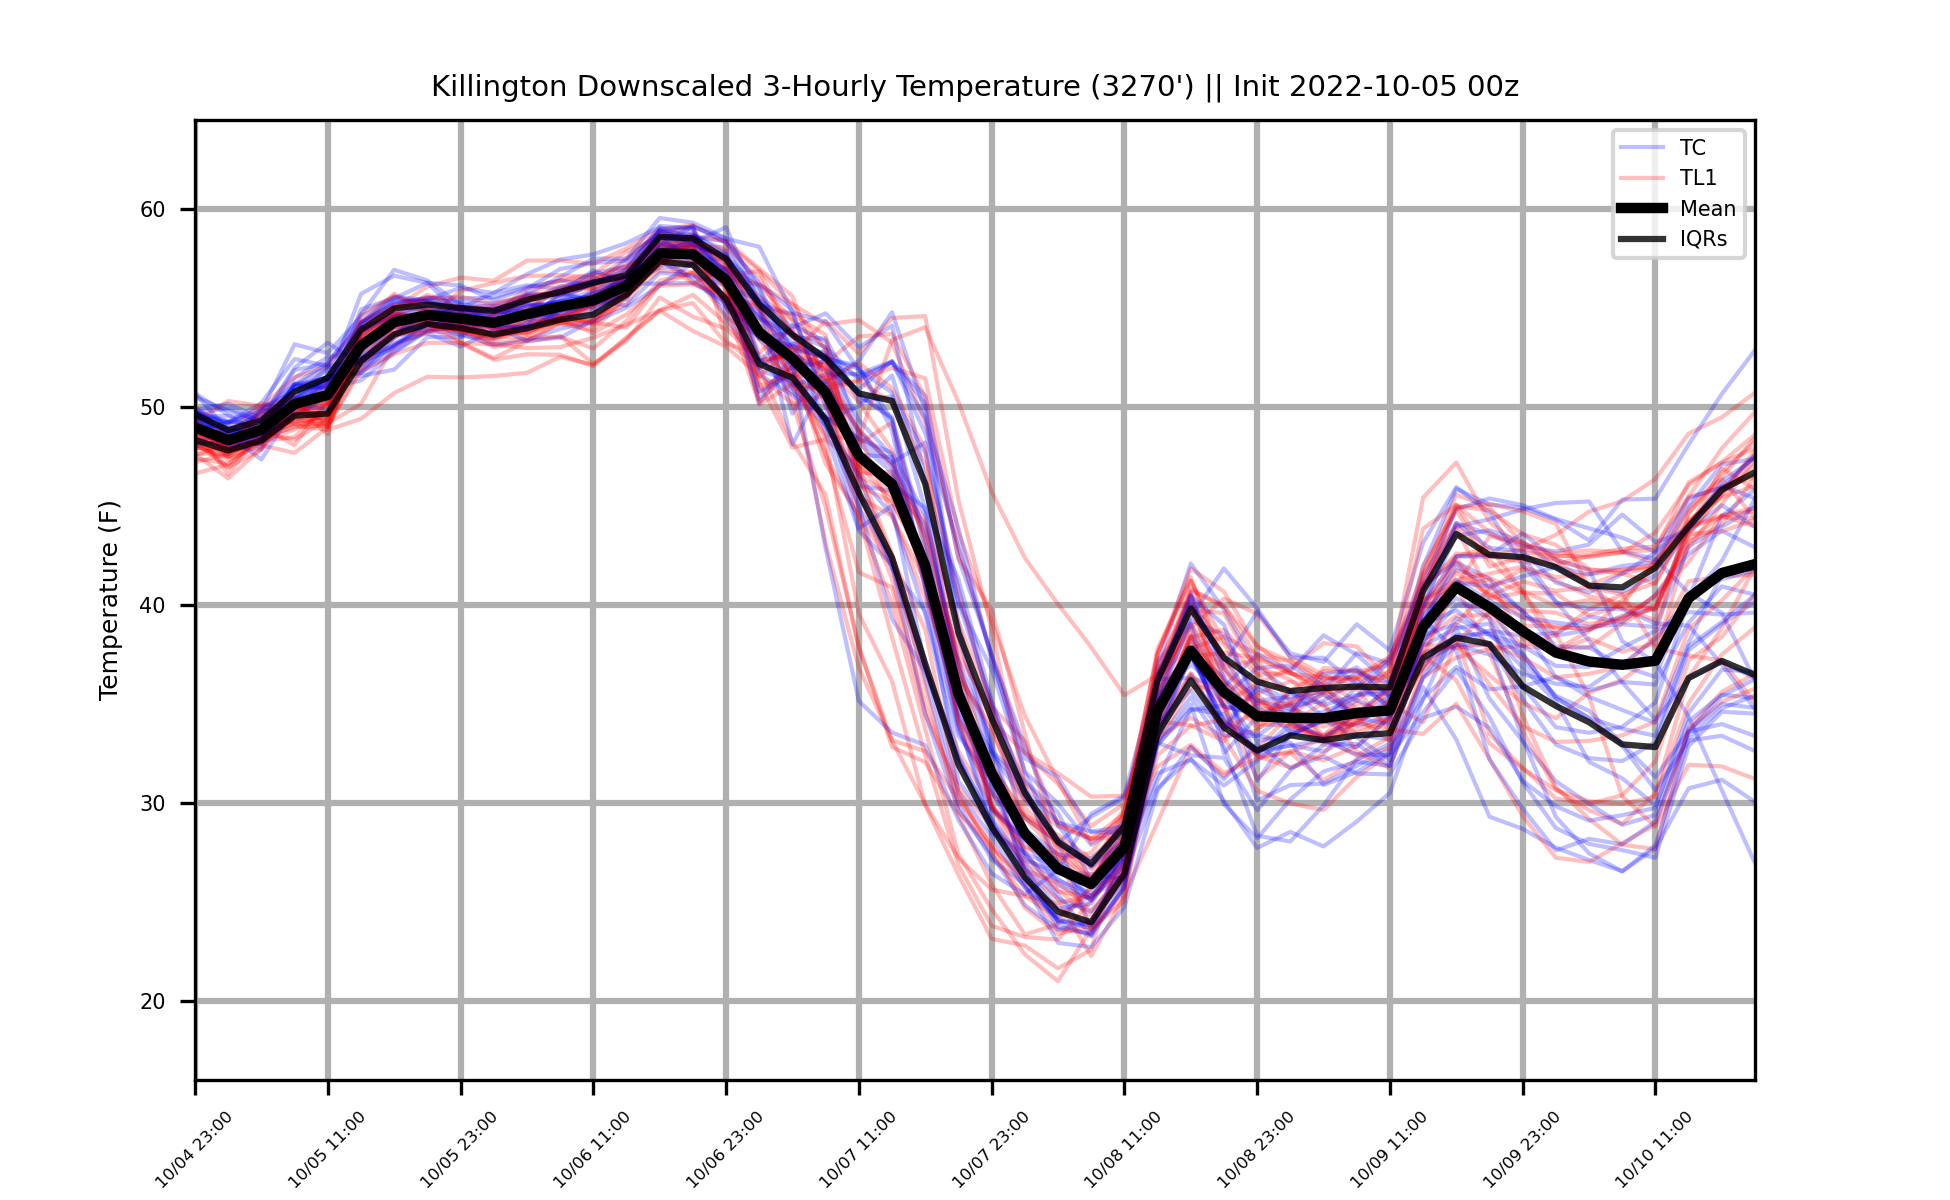 Killington Downscaled 3-Hourly Temperature (3270') || Init 2022-10-05 00z
TC
TL1
Mean
IQRs
Temperature (F)
60
50
40
30
20
10/04 23:00
10/05 11:00
10/05 23:00
10/06 11:00
10/06 23:00
10/07 11:00
10/07 23:00
10/08 11:00
10/08 23:00
10/09 11:00
10/09 23:00
10/10 11:00